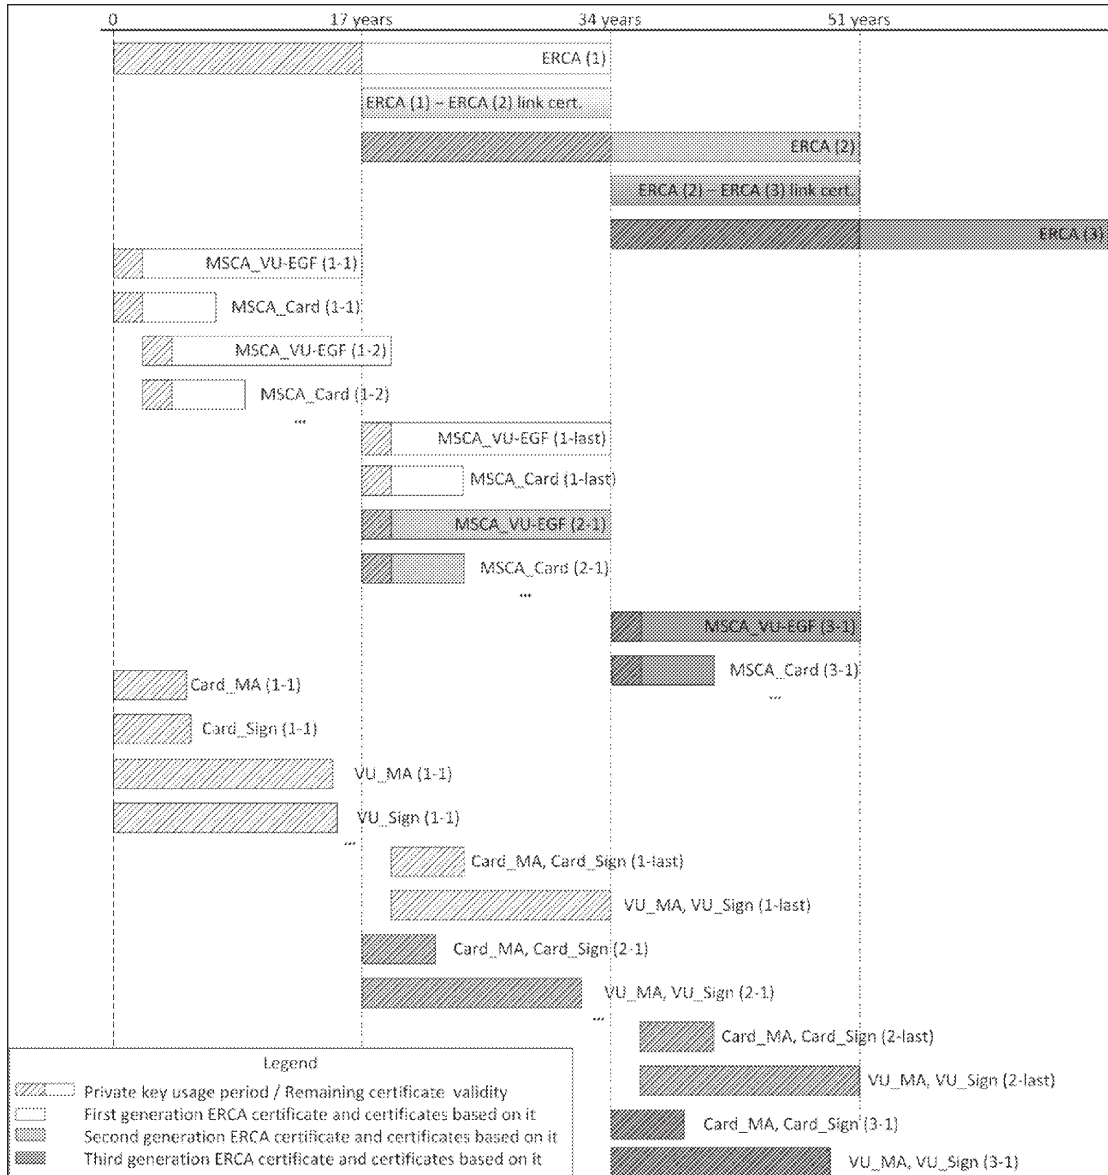 0 17 years 34 years 51 years
ERCA (1)
ERCA (1) – ERCA (2) link cert.
ERCA (2)
ERCA (2) – ERCA (3) link cert.
ERCA (3)
MSCA_VU-EGF (1-1)
MSCA_Card (1-1)
MSCA_VU-EGF (1-2)
MSCA_Card (1-2)
...
MSCA_VU-EGF (1-last)
MSCA_Card (1-last)
MSCA_VU-EGF (2-1)
MSCA_Card (2-1)
...
MSCA_VU-EGF (3-1)
MSCA_Card (3-1)
...
Card_MA (1-1)
Card_Sign (1-1)
VU_MA (1-1)
VU_Sign (1-1)
...
Card_MA, Card_Sign (1-last)
VU_MA, VU_Sign (1-last)
Card_MA, Card_Sign (2-1)
VU_MA, VU_Sign (2-1)
...
Card_MA, Card_Sign (2-last)
VU_MA, VU_Sign (2-last)
Card_MA, Card_Sign (3-1)
VU_MA, VU_Sign (3-1)
Legend
Private key usage period / Remaining certificate validity
First generation ERCA certificate and certificates based on it
Second generation ERCA certificate and certificates based on it
Third generation ERCA certificate and certificates based on it